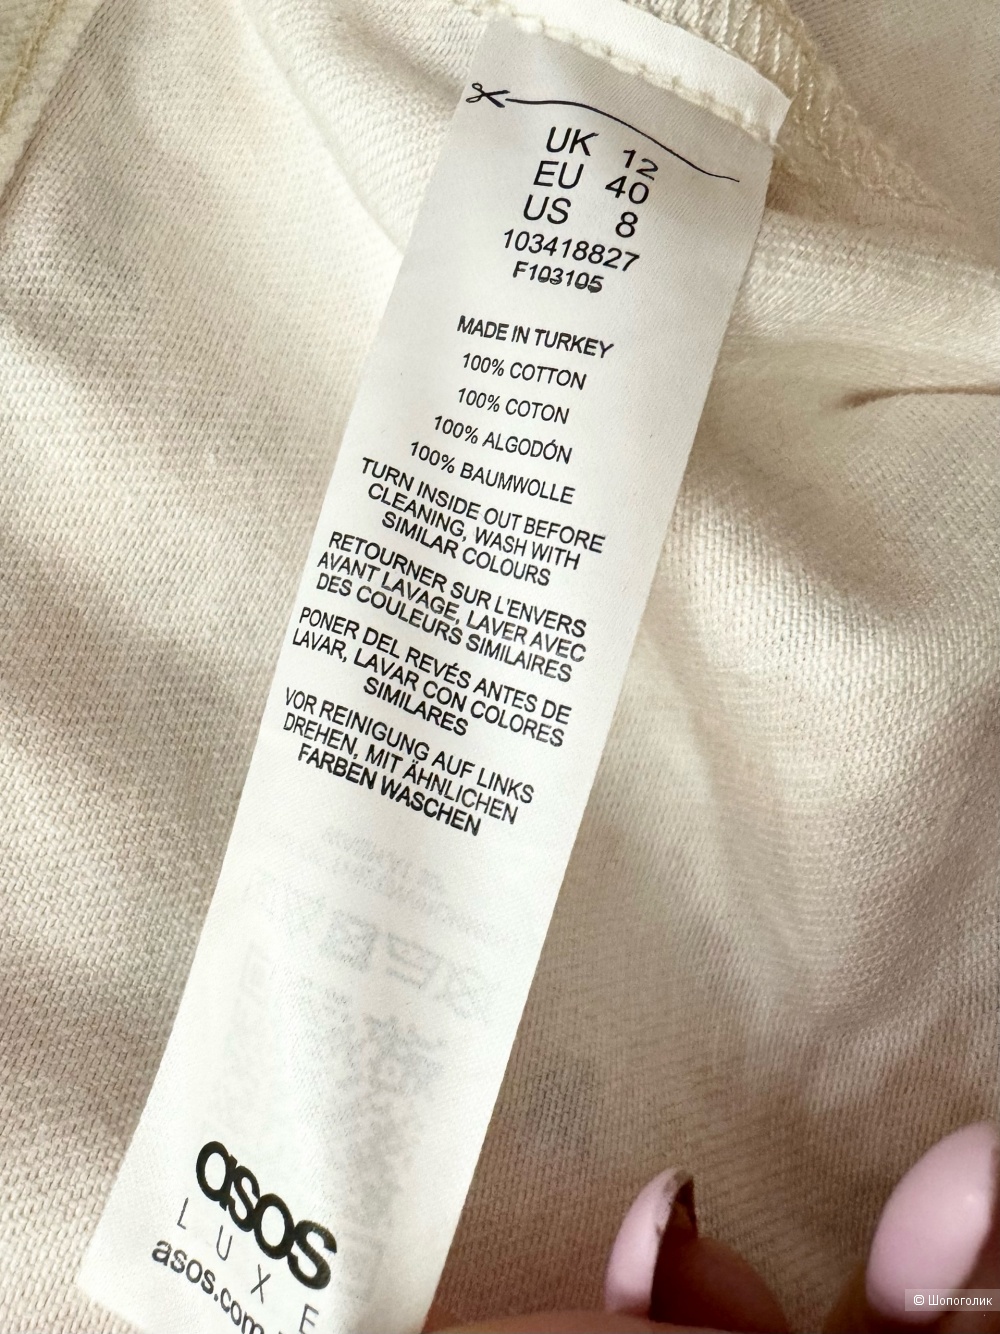 UK 12
EU 40
US 8
103418827
F103105
MADE IN TURKEY
100% COTTON
100% COTON
100% ALGODÓN
100% BAUMWOLLE
TURN INSIDE OUT BEFORE
CLEANING, WASH WITH
SIMILAR COLOURS
RETOURNER SUR L'ENVERS
AVANT LAVAGE, LAVER AVEC
DES COULEURS SIMILAIRES
PONER DEL REVÉS ANTES DE
LAVAR, LAVAR CON COLORES
SIMILARES
VOR REINIGUNG AUF LINKS
DREHEN, MIT ÄHNLICHEN
FARBEN WASCHEN
asos
LUXE
asos.com
© Шопоголик